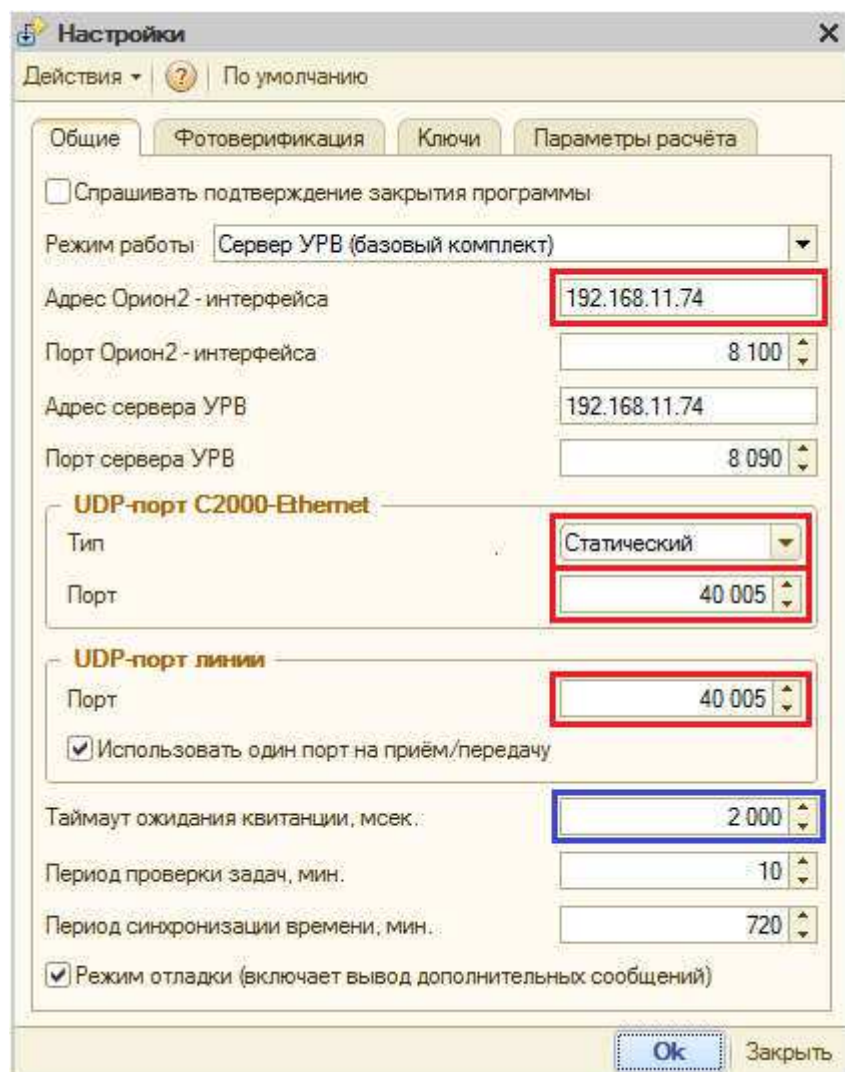 Настройки
Действия По умолчанию
Общие Фотоверификация Ключи Параметры расчёта
Спрашивать подтверждение закрытия программы
Режим работы Сервер УРВ (базовый комплект)
Адрес Орион2 - интерфейса 192.168.11.74
Порт Орион2 - интерфейса 8 100
Адрес сервера УРВ 192.168.11.74
Порт сервера УРВ 8 090
UDP-порт С2000-Ethernet
Тип Статический
Порт 40 005
UDP-порт линии
Порт 40 005
Использовать один порт на приём/передачу
Таймаут ожидания квитанции, мсек. 2 000
Период проверки задач, мин. 10
Период синхронизации времени, мин. 720
Режим отладки (включает вывод дополнительных сообщений)
Ok Закрыть